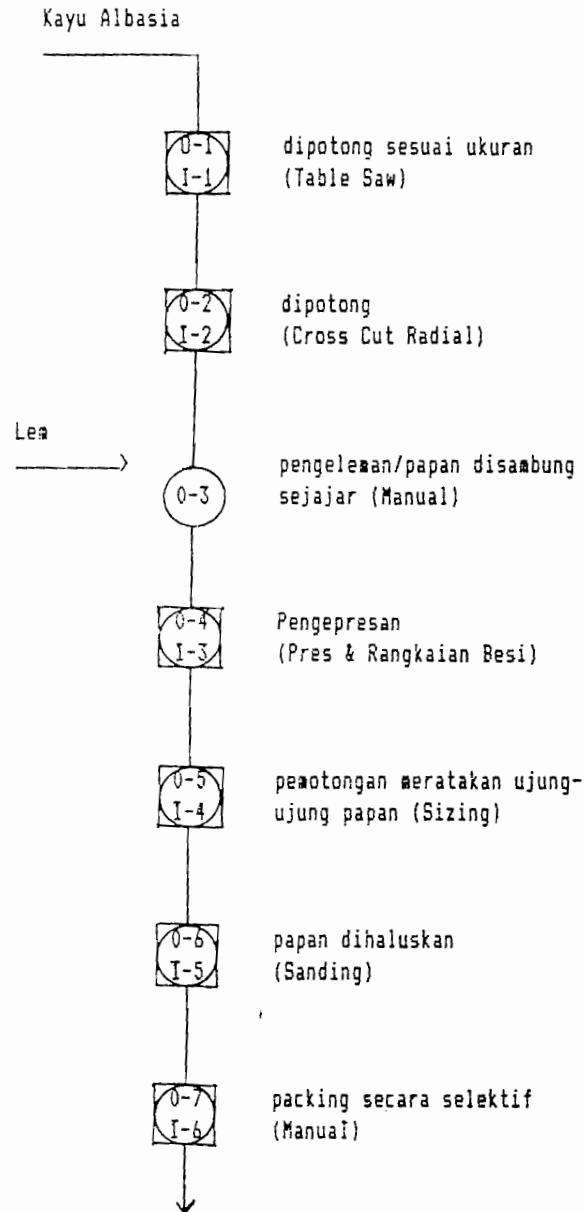 Kayu Albasia
O-1
I-1
dipotong sesuai ukuran
(Table Saw)
O-2
I-2
dipotong
(Cross Cut Radial)
Lem
O-3
pengeleman/papan disambung
sejajar (Manual)
O-4
I-3
Pengepresan
(Pres & Rangkaian Besi)
O-5
I-4
pemotongan meratakan ujung-
ujung papan (Sizing)
O-6
I-5
papan dihaluskan
(Sanding)
O-7
I-6
packing secara selektif
(Manual)